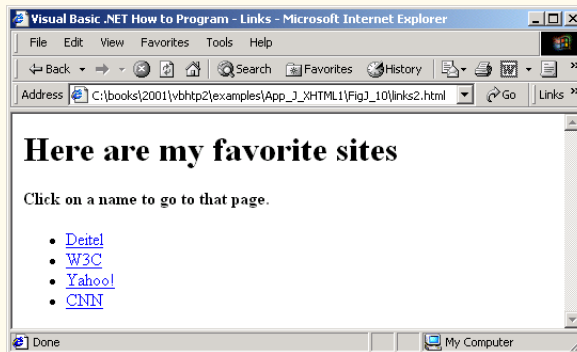 Visual Basic .NET How to Program - Links - Microsoft Internet Explorer
File Edit View Favorites Tools Help
Back Search Favorites History
Address C:\books\2001\vbhtp2\examples\App_J_XHTML1\FigJ_10\links2.html Go Links
Here are my favorite sites
Click on a name to go to that page.
• Deitel
• W3C
• Yahoo!
• CNN
Done My Computer